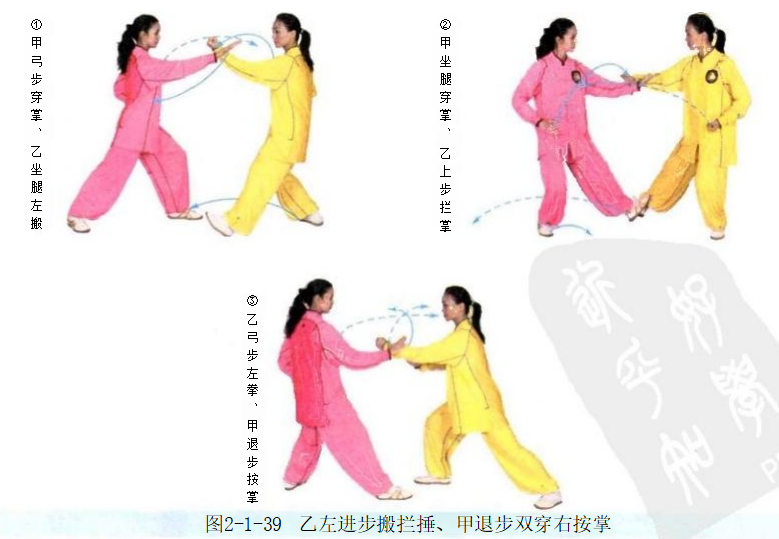 ①甲弓步穿掌、乙坐腿左搬
②甲坐腿穿掌、乙上步拦掌
③乙弓步左拳、甲退步按掌
图2-1-39 乙左进步搬拦捶、甲退步双穿右按掌